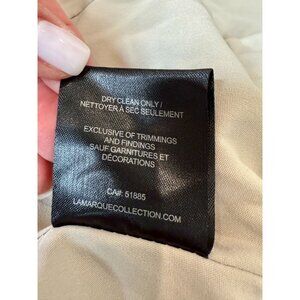 DRY CLEAN ONLY/
NETTOYER À SEC SEULEMENT
EXCLUSIVE OF TRIMMINGS
AND FINDINGS
SAUF GARNITURES ET
DÉCORATIONS
CA#: 51885
LAMARQUECOLLECTION.COM